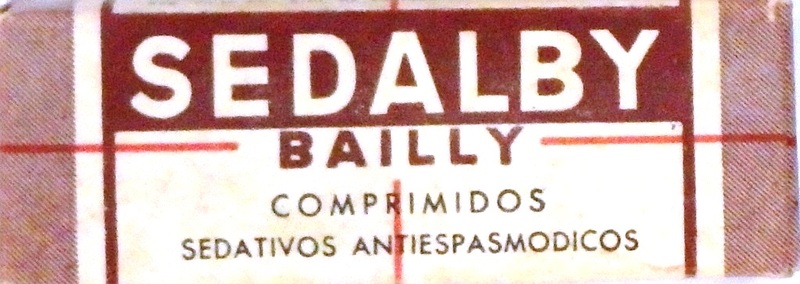 SEDALBY
BAILLY
COMPRIMIDOS
SEDATIVOS ANTIESPASMODICOS